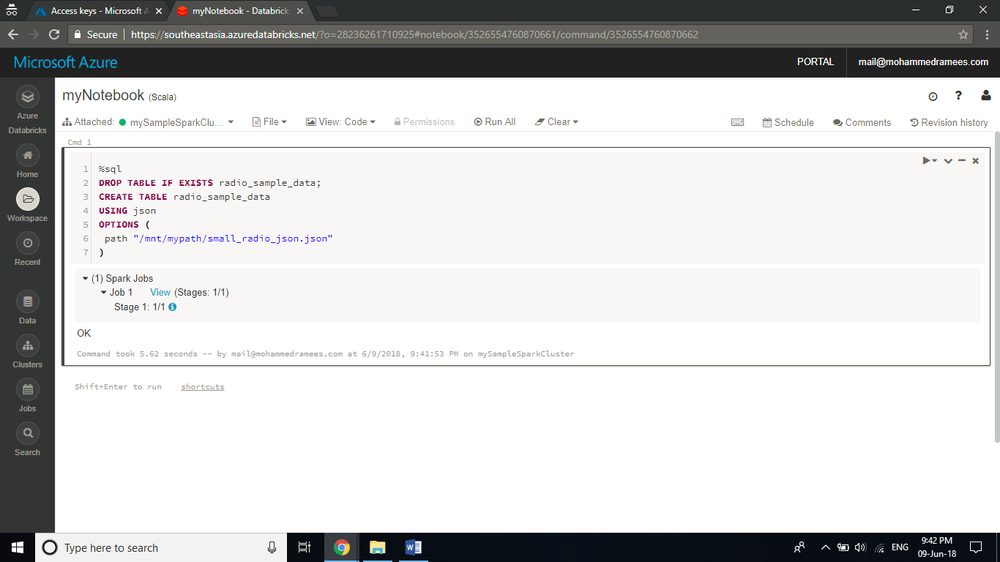 Access keys - Microsoft A
myNotebook - Databrick
Secure
https://southeastasia.azuredatabricks.net/?o=28236261710925#notebook/3526554760870661/command/3526554760870662
Microsoft Azure
PORTAL
mail@mohammedramees.com
Azure
Databricks
Home
Workspace
Recent
Data
Clusters
Jobs
Search
myNotebook (Scala)
?
Attached: mySampleSparkClu... File View: Code Permissions Run All Clear
Schedule Comments Revision history
Cmd 1
1 %sql
2 DROP TABLE IF EXISTS radio_sample_data;
3 CREATE TABLE radio_sample_data
4 USING json
5 OPTIONS (
6 path "/mnt/mypath/small_radio_json.json"
7 )
(1) Spark Jobs
Job 1 View (Stages: 1/1)
Stage 1: 1/1
OK
Command took 5.62 seconds -- by mail@mohammedramees.com at 6/9/2018, 9:41:53 PM on mySampleSparkCluster
Shift+Enter to run shortcuts
Type here to search
ENG
9:42 PM
09-Jun-18